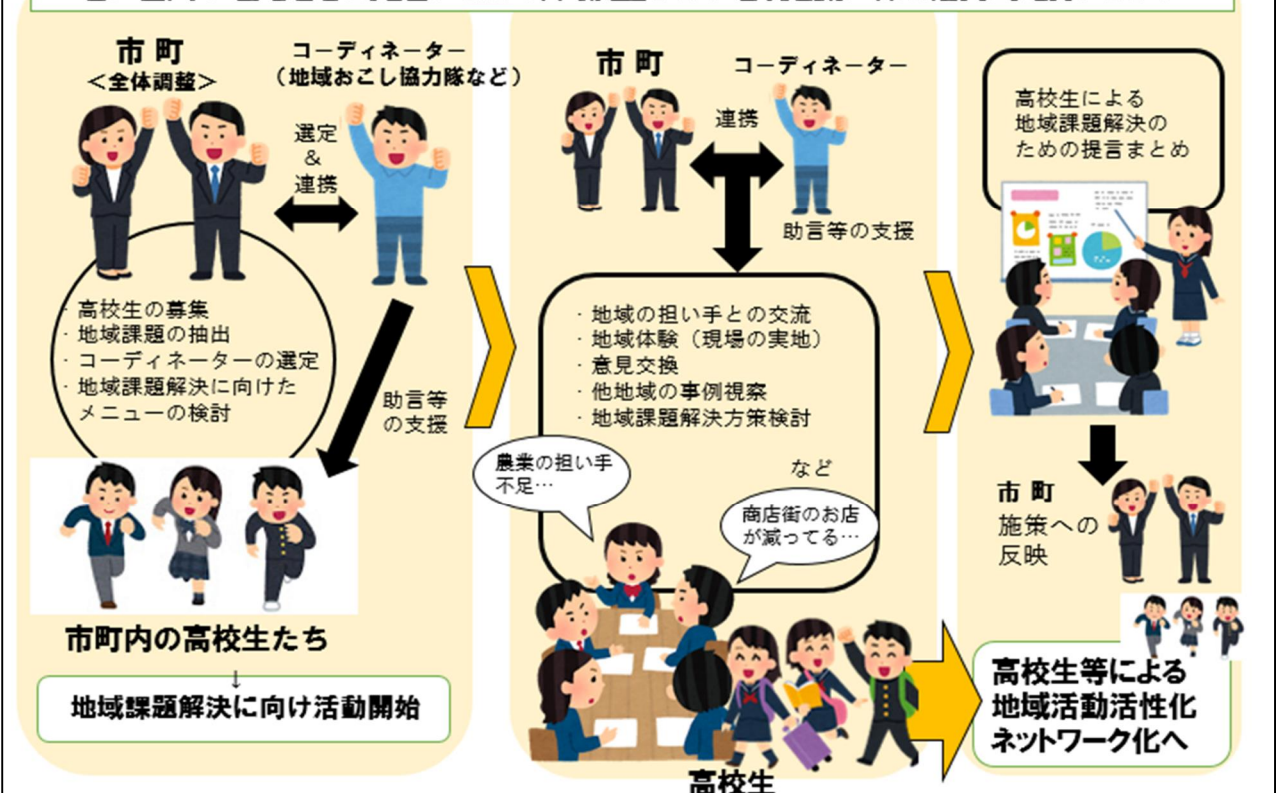 市 町
＜全体調整＞
コーディネーター
（地域おこし協力隊など）
選定
＆
連携
・高校生の募集
・地域課題の抽出
・コーディネーターの選定
・地域課題解決に向けた
メニューの検討
助言等
の支援
市町内の高校生たち
↓
地域課題解決に向け活動開始
市 町
コーディネーター
連携
助言等の支援
・地域の担い手との交流
・地域体験（現場の実地）
・意見交換
・他地域の事例視察
・地域課題解決方策検討
など
農業の担い手
不足…
商店街のお店
が減ってる…
高校生
高校生による
地域課題解決の
ための提言まとめ
市 町
施策への
反映
高校生等による
地域活動活性化
ネットワーク化へ